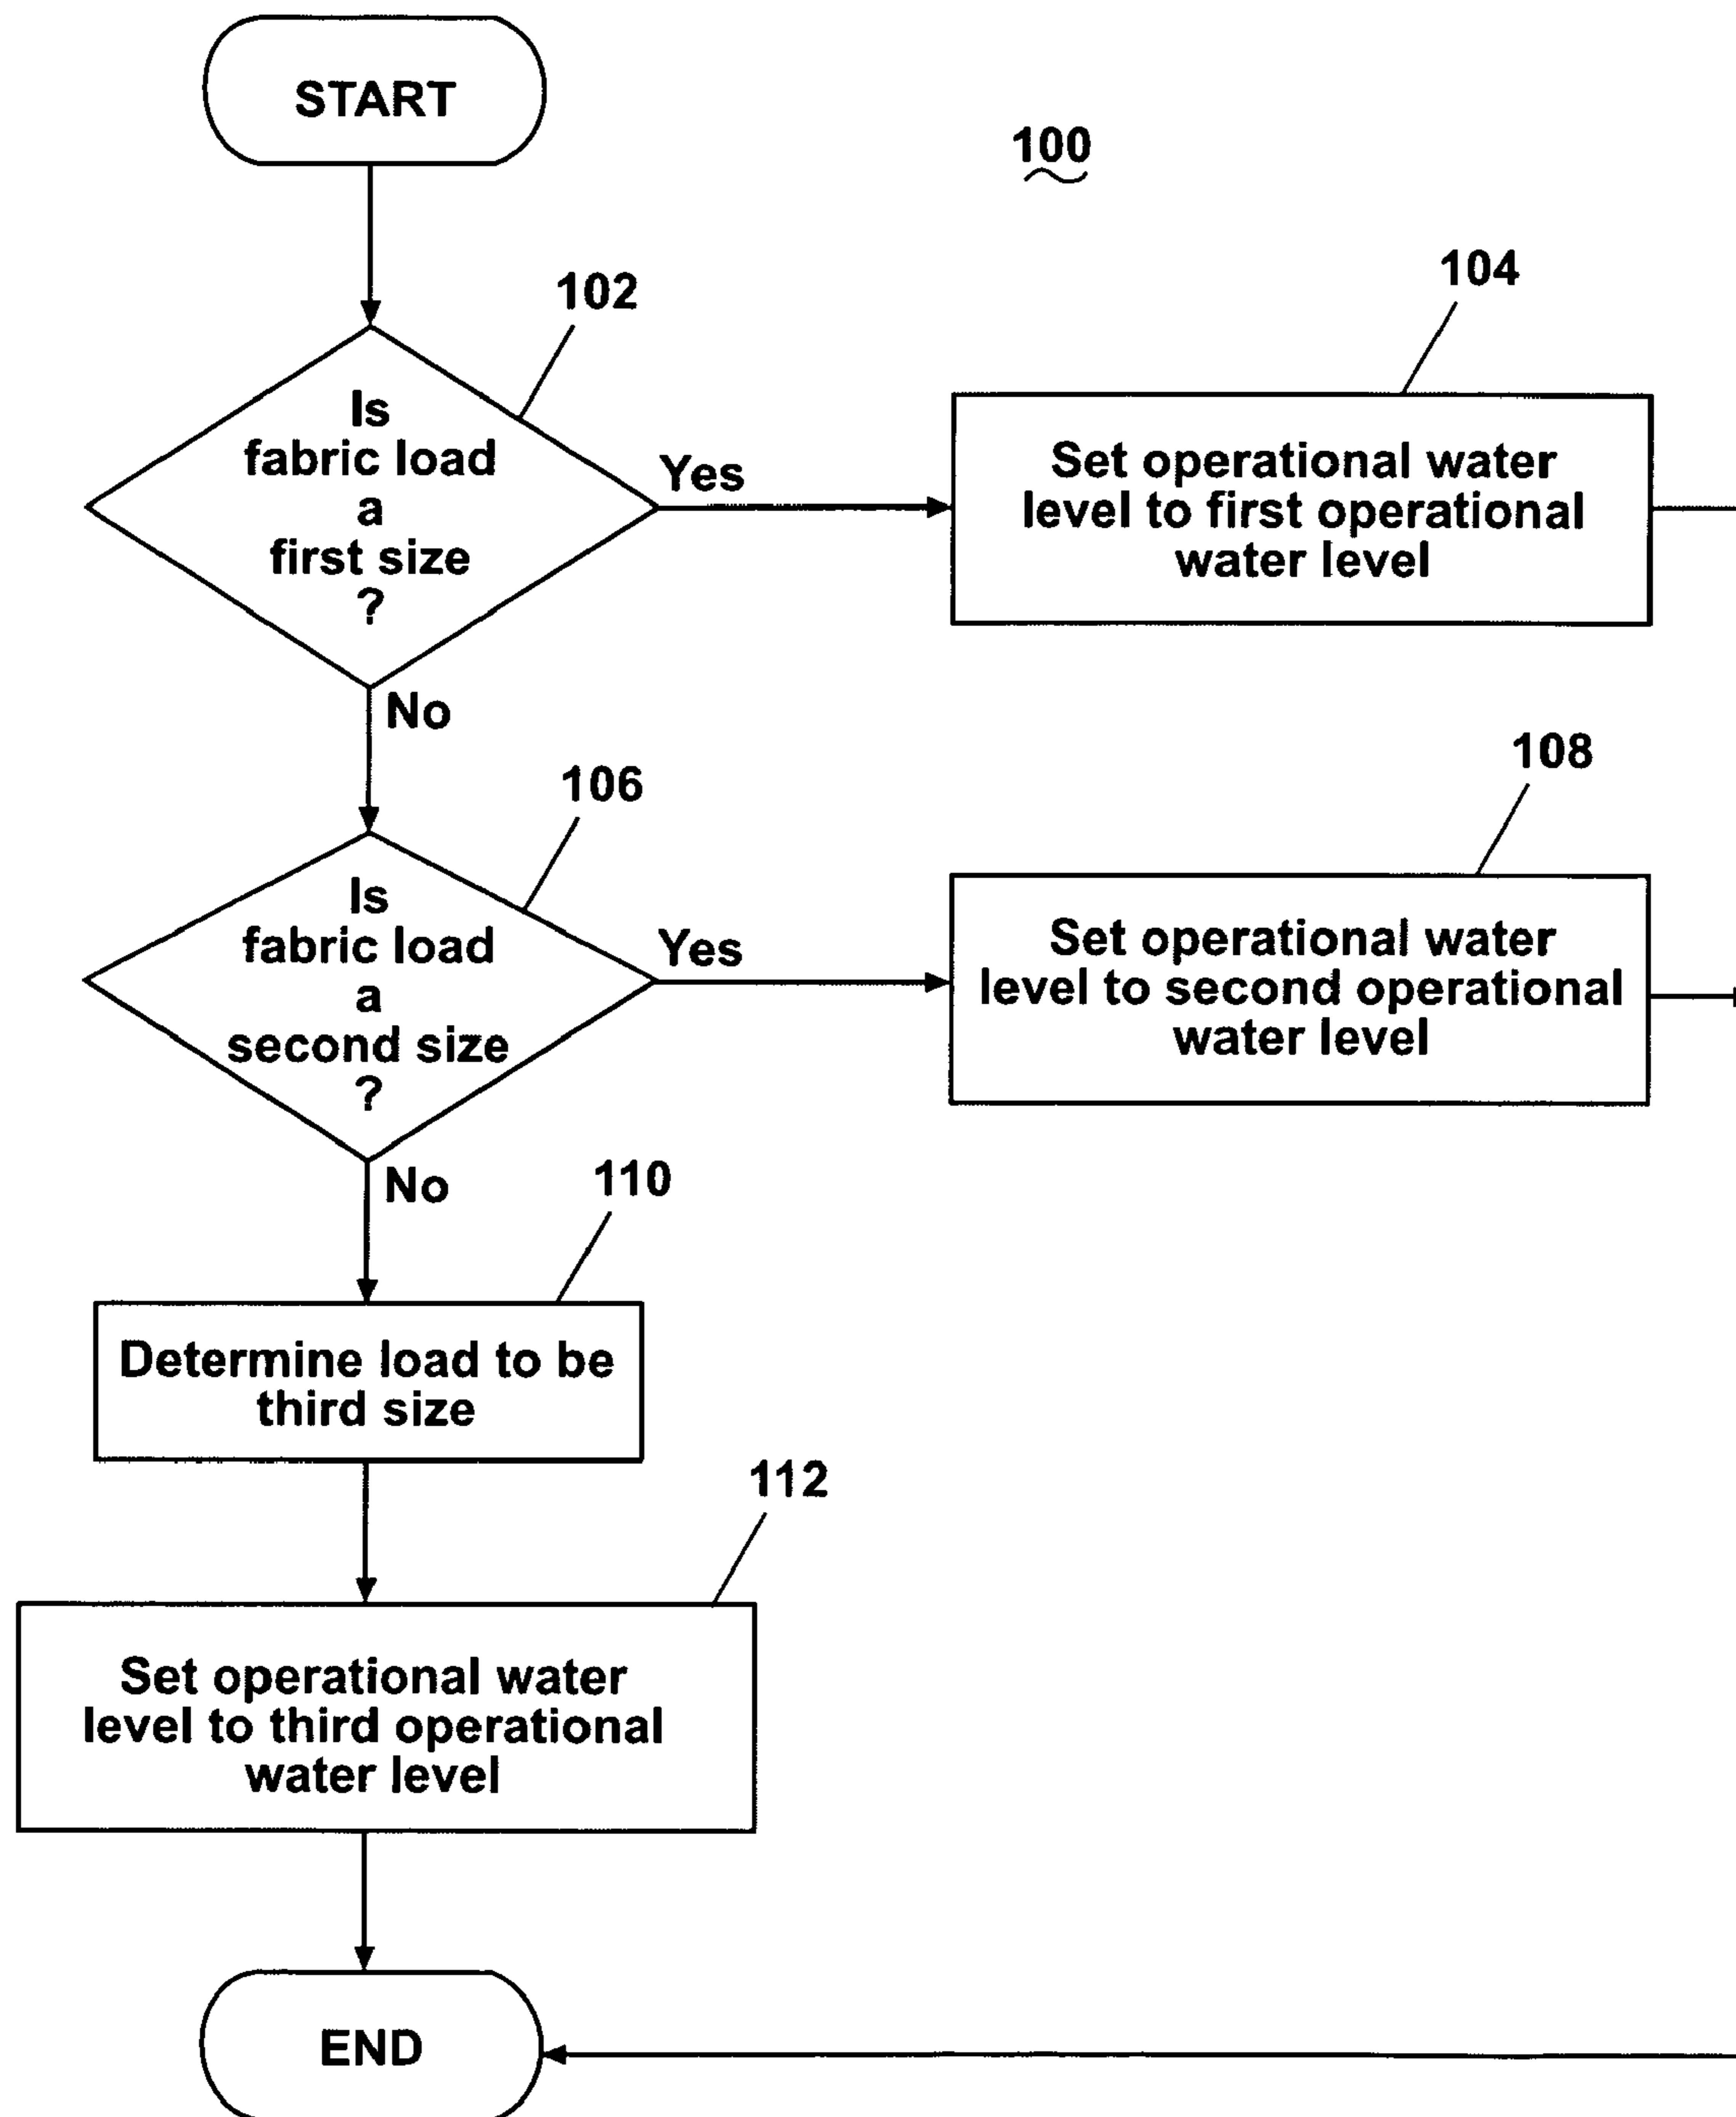 START
100
102
Is
fabric load
a
first size
?
Yes
104
Set operational water
level to first operational
water level
No
106
Is
fabric load
a
second size
?
Yes
108
Set operational water
level to second operational
water level
No
110
Determine load to be
third size
112
Set operational water
level to third operational
water level
END